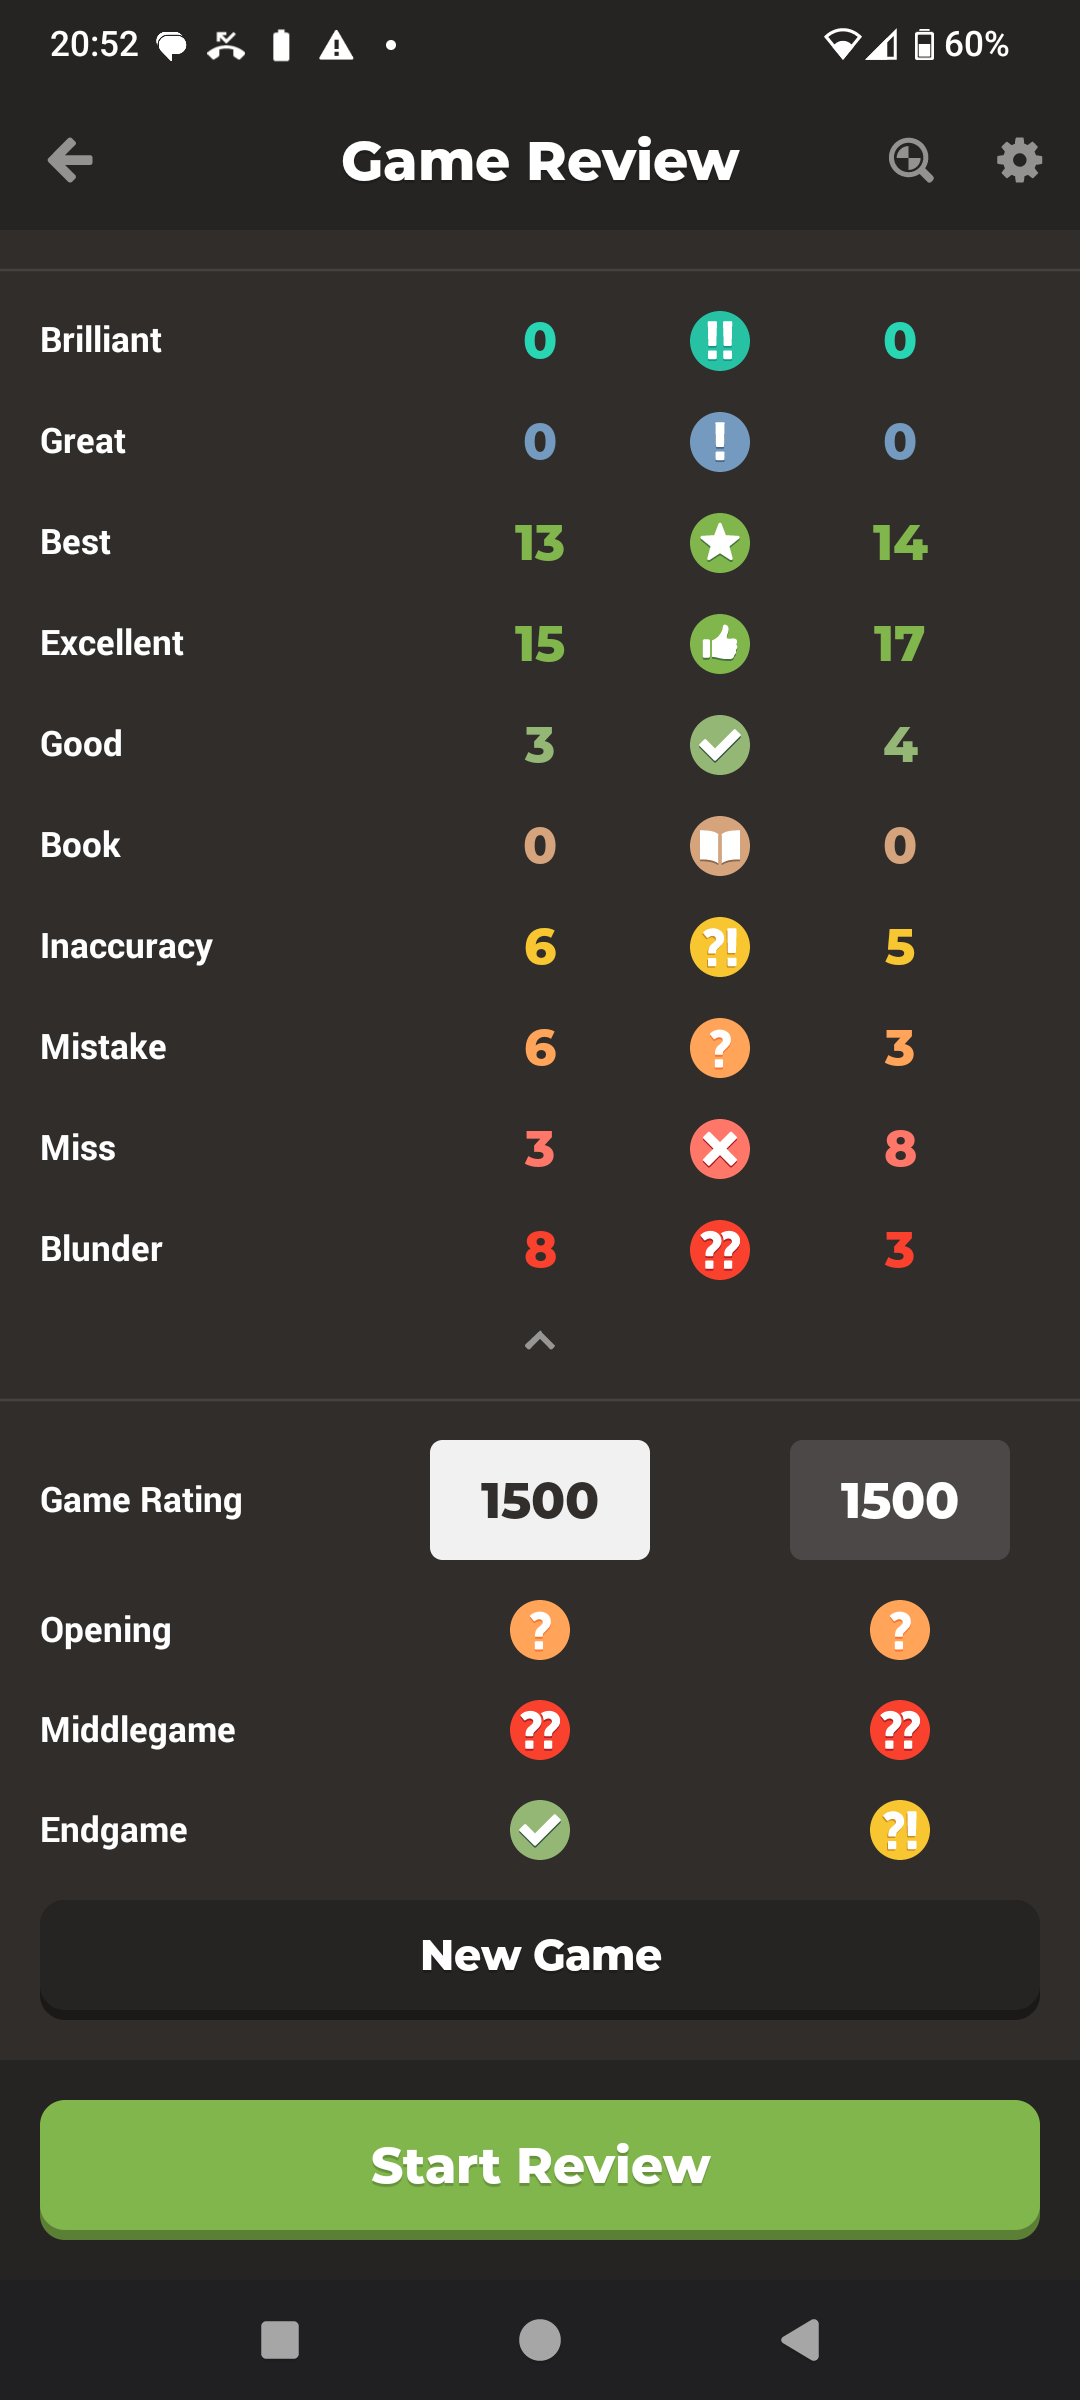 20:52 60%
Game Review
Brilliant 0 !! 0
Great 0 ! 0
Best 13 14
Excellent 15 17
Good 3 4
Book 0 0
Inaccuracy 6 ?! 5
Mistake 6 ? 3
Miss 3 8
Blunder 8 ?? 3
Game Rating 1500 1500
Opening ? ?
Middlegame ?? ??
Endgame ?!
New Game
Start Review